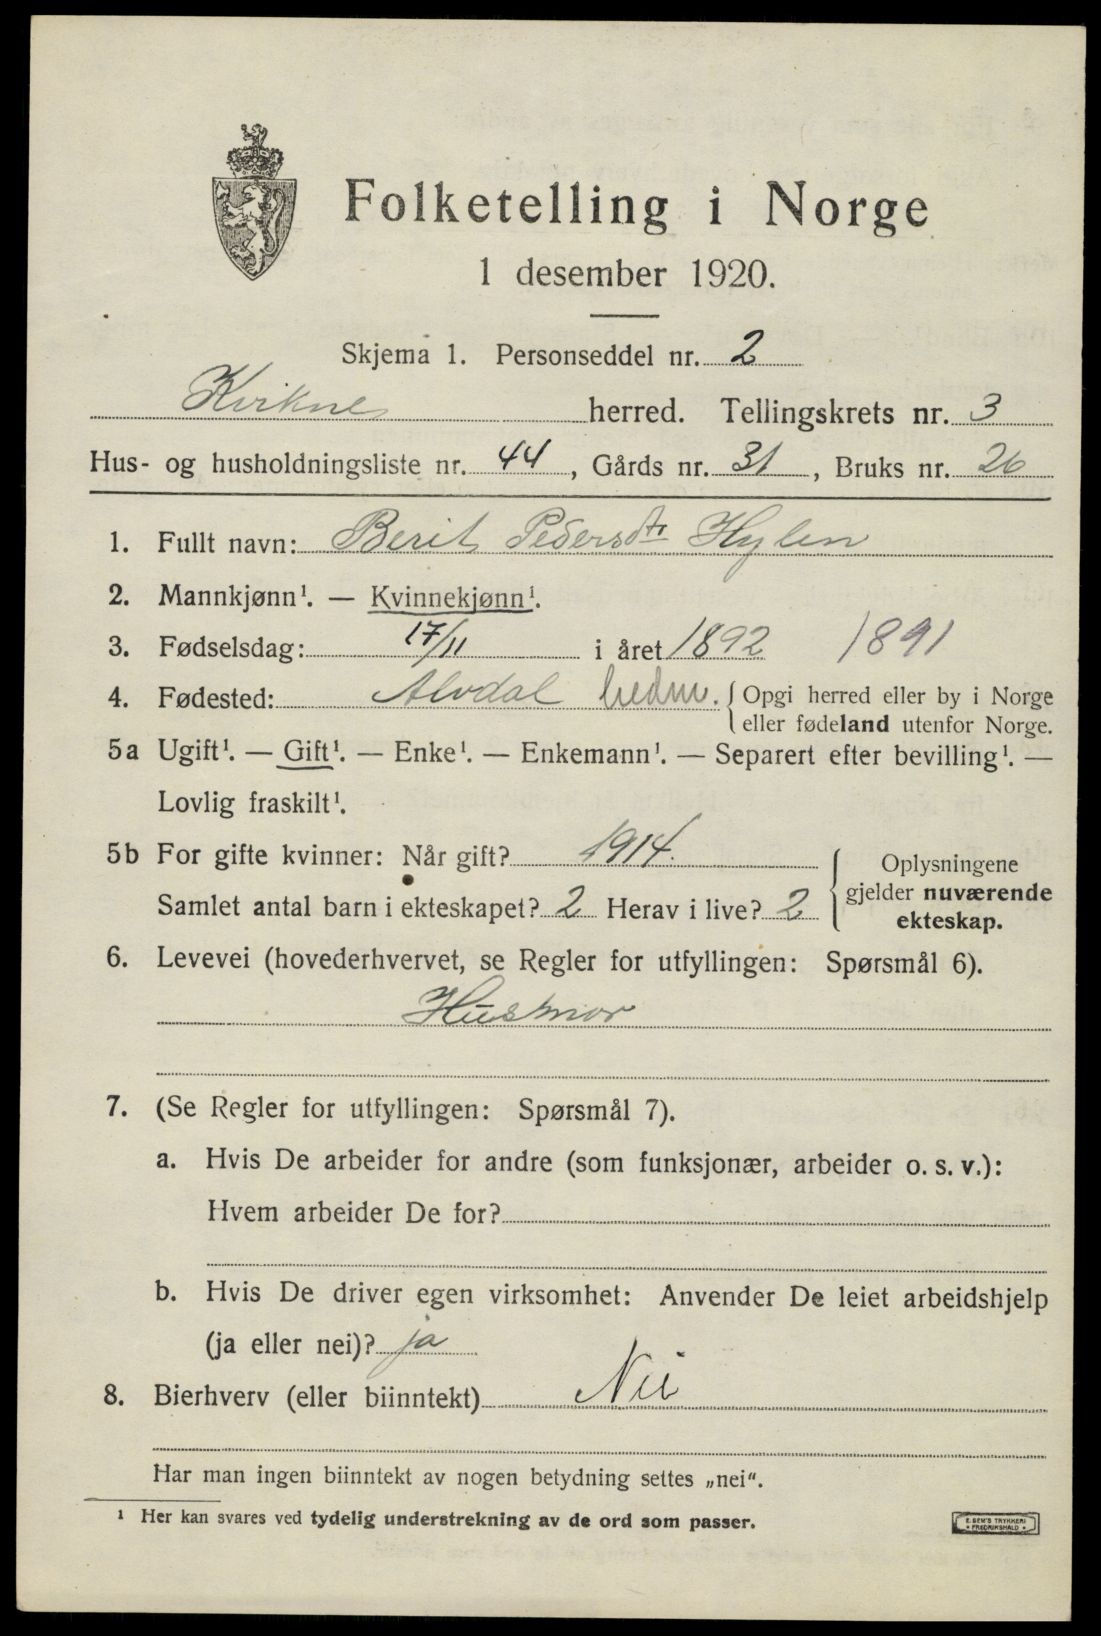 Folketelling i Norge
1 desember 1920.
Skjema 1. Personseddel nr. 2
Kvikne herred. Tellingskrets nr. 3
Hus- og husholdningsliste nr. 44, Gårds nr. 31, Bruks nr. 26
1. Fullt navn: Berit Pedersdtr Hylen
2. Mannkjønn¹. — Kvinnekjønn¹.
3. Fødselsdag: 17/11 i året 1892 1891
4. Fødested: Alvdal hedm. { Opgi herred eller by i Norge
eller fødeland utenfor Norge.
5a Ugift¹. — Gift¹. — Enke¹. — Enkemann¹. — Separert efter bevilling¹. —
Lovlig fraskilt¹.
5b For gifte kvinner: Når gift? 1914.
Samlet antal barn i ekteskapet? 2 Herav i live? 2
{ Oplysningene
gjelder nuværende
ekteskap.
6. Levevei (hovederhvervet, se Regler for utfyllingen: Spørsmål 6).
Husmor
7. (Se Regler for utfyllingen: Spørsmål 7).
a. Hvis De arbeider for andre (som funksjonær, arbeider o. s. v.):
Hvem arbeider De for?
b. Hvis De driver egen virksomhet: Anvender De leiet arbeidshjelp
(ja eller nei)? ja
8. Bierhverv (eller biinntekt) Nei
Har man ingen biinntekt av nogen betydning settes „nei".
¹ Her kan svares ved tydelig understrekning av de ord som passer.
E. SEM'S TRYKKERI
FREDRIKSHALD